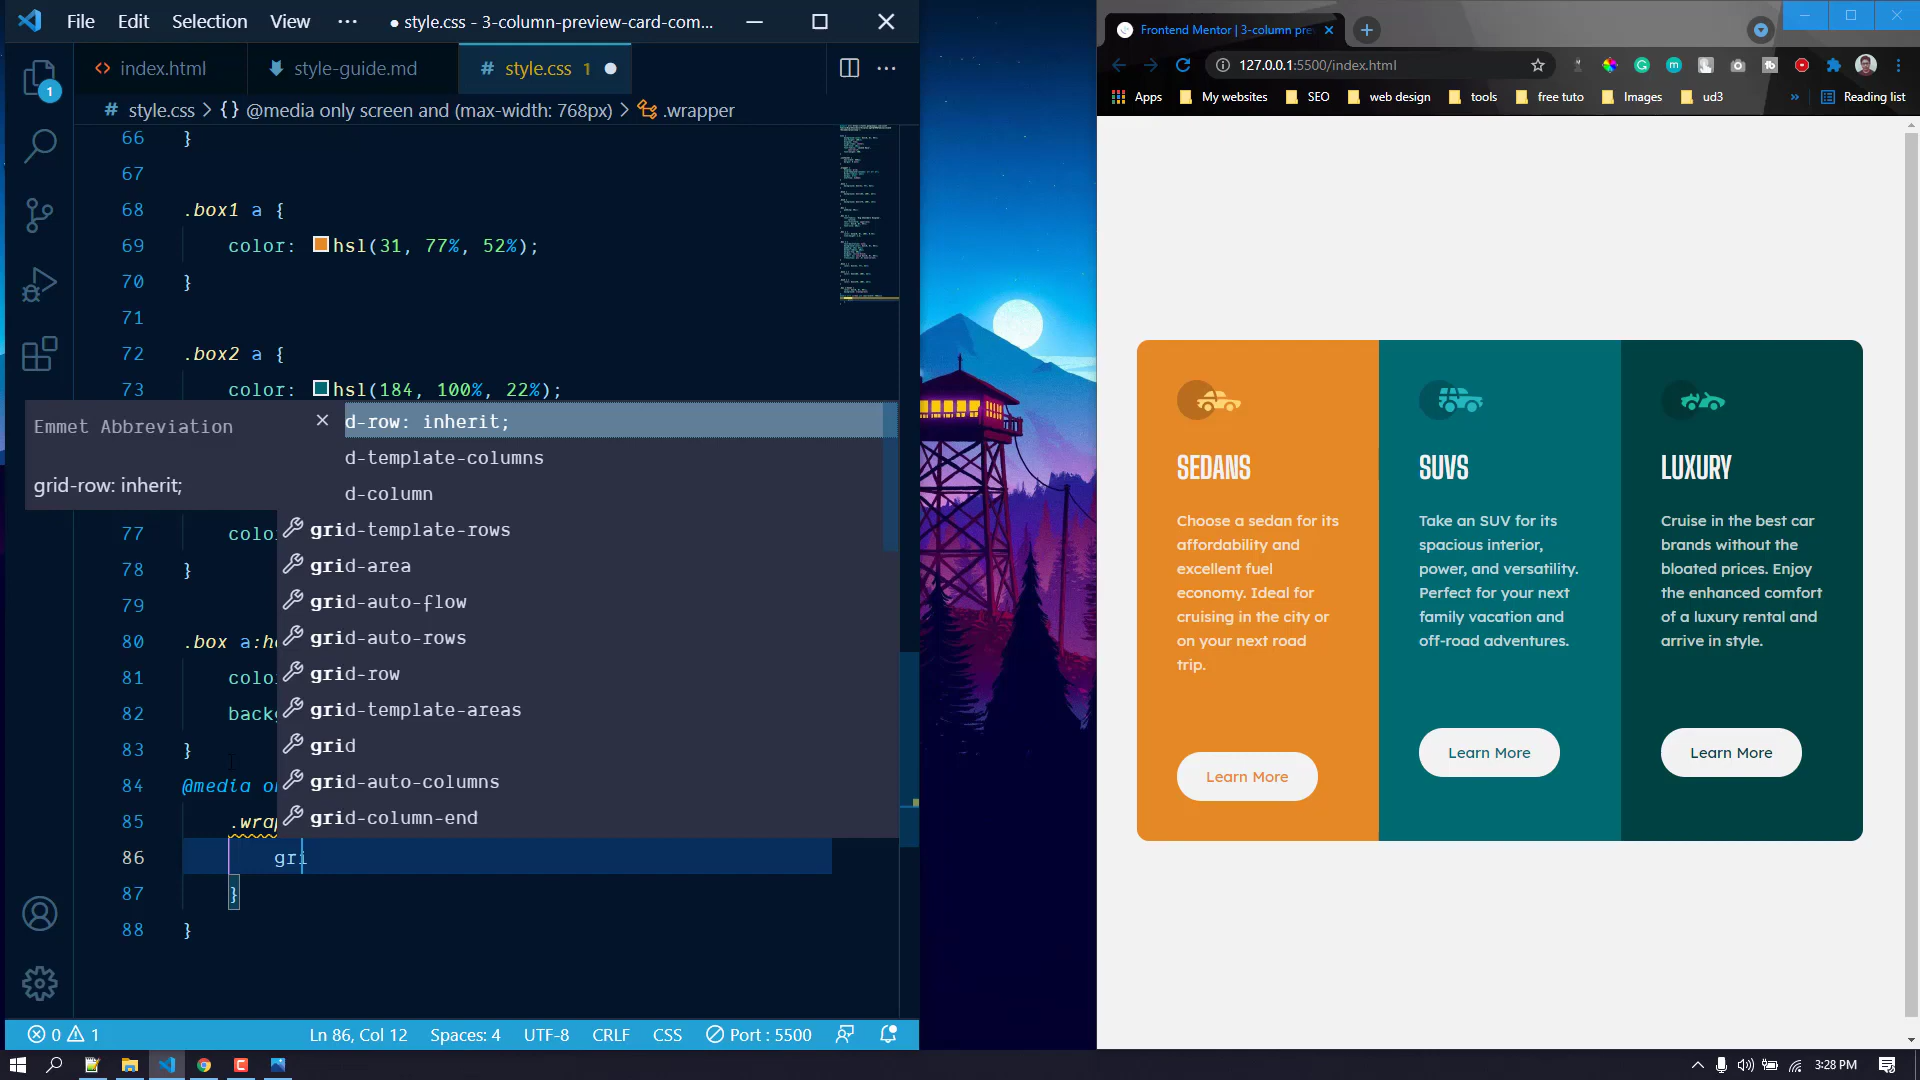 File Edit Selection View ··· ● style.css - 3-column-preview-card-com...
index.html style-guide.md # style.css 1 ●
# style.css > {} @media only screen and (max-width: 768px) > .wrapper
66 }
67
68 .box1 a {
69 color: hsl(31, 77%, 52%);
70 }
71
72 .box2 a {
73 color: hsl(184, 100%, 22%);
Emmet Abbreviation
grid-row: inherit;
d-row: inherit;
d-template-columns
d-column
grid-template-rows
grid-area
grid-auto-flow
grid-auto-rows
grid-row
grid-template-areas
grid
grid-auto-columns
grid-column-end
77 colo
78 }
79
80 .box a:h
81 colo
82 back
83 }
84 @media o
85 .wrap
86 gri
87 }
88 }
1
0 1 Ln 86, Col 12 Spaces: 4 UTF-8 CRLF CSS Port : 5500
Frontend Mentor | 3-column pre
127.0.0.1:5500/index.html
Apps My websites SEO web design tools free tuto Images ud3 » Reading list
SEDANS
Choose a sedan for its
affordability and
excellent fuel
economy. Ideal for
cruising in the city or
on your next road
trip.
Learn More
SUVS
Take an SUV for its
spacious interior,
power, and versatility.
Perfect for your next
family vacation and
off-road adventures.
Learn More
LUXURY
Cruise in the best car
brands without the
bloated prices. Enjoy
the enhanced comfort
of a luxury rental and
arrive in style.
Learn More
3:28 PM